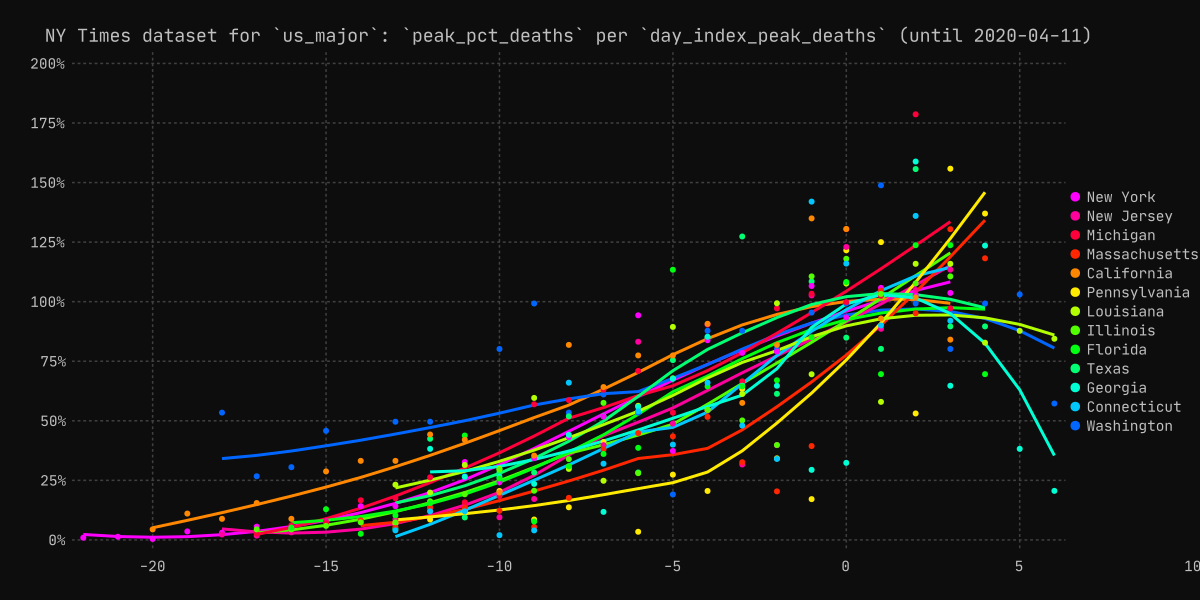 NY Times dataset for `us_major`: `peak_pct_deaths` per `day_index_peak_deaths` (until 2020-04-11)
200%
175%
150%
125%
100%
75%
50%
25%
0%
-20
-15
-10
-5
0
5
10
New York
New Jersey
Michigan
Massachusetts
California
Pennsylvania
Louisiana
Illinois
Florida
Texas
Georgia
Connecticut
Washington